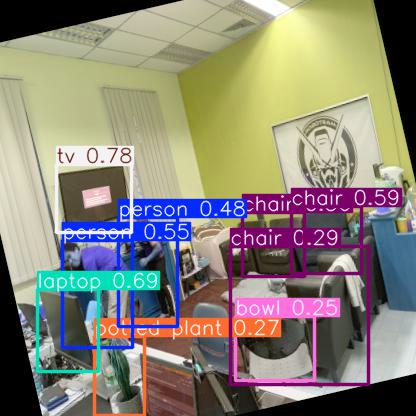 tv 0.78
person 0.48
chair
chair 0.59
person 0.55
chair 0.29
laptop 0.69
bowl 0.25
potted plant 0.27